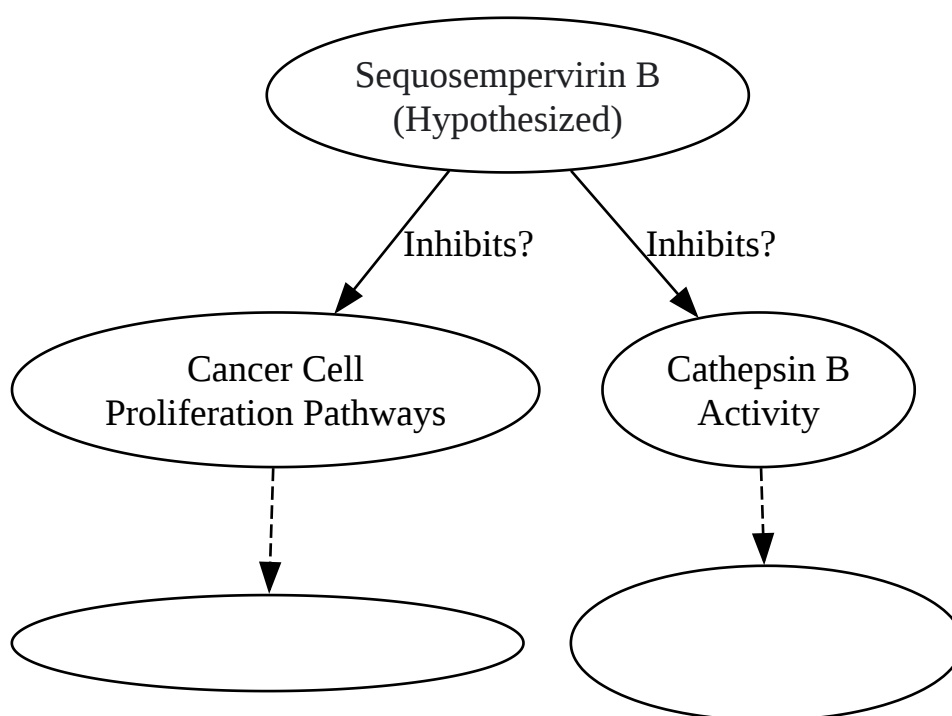 Sequosempervirin B
(Hypothesized)
Inhibits?
Inhibits?
Cancer Cell
Proliferation Pathways
Cathepsin B
Activity